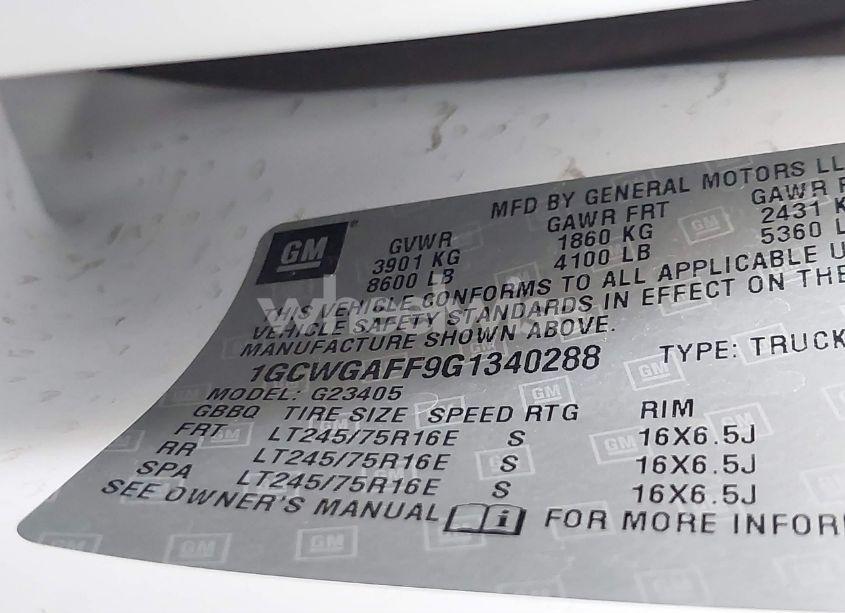 MFD BY GENERAL MOTORS LL
GM
GVWR GAWR FRT GAWR
3901 KG 1860 KG 2431 K
8600 LB 4100 LB 5360 L
THIS VEHICLE CONFORMS TO ALL APPLICABLE U
VEHICLE SAFETY STANDARDS IN EFFECT ON THE
MANUFACTURE SHOWN ABOVE.
1GCWGAFF9G1340288 TYPE: TRUCK
MODEL: G23405
GBBQ TIRE SIZE SPEED RTG RIM
FRT LT245/75R16E S 16X6.5J
RR LT245/75R16E S 16X6.5J
SPA LT245/75R16E S 16X6.5J
SEE OWNER'S MANUAL i FOR MORE INFOR